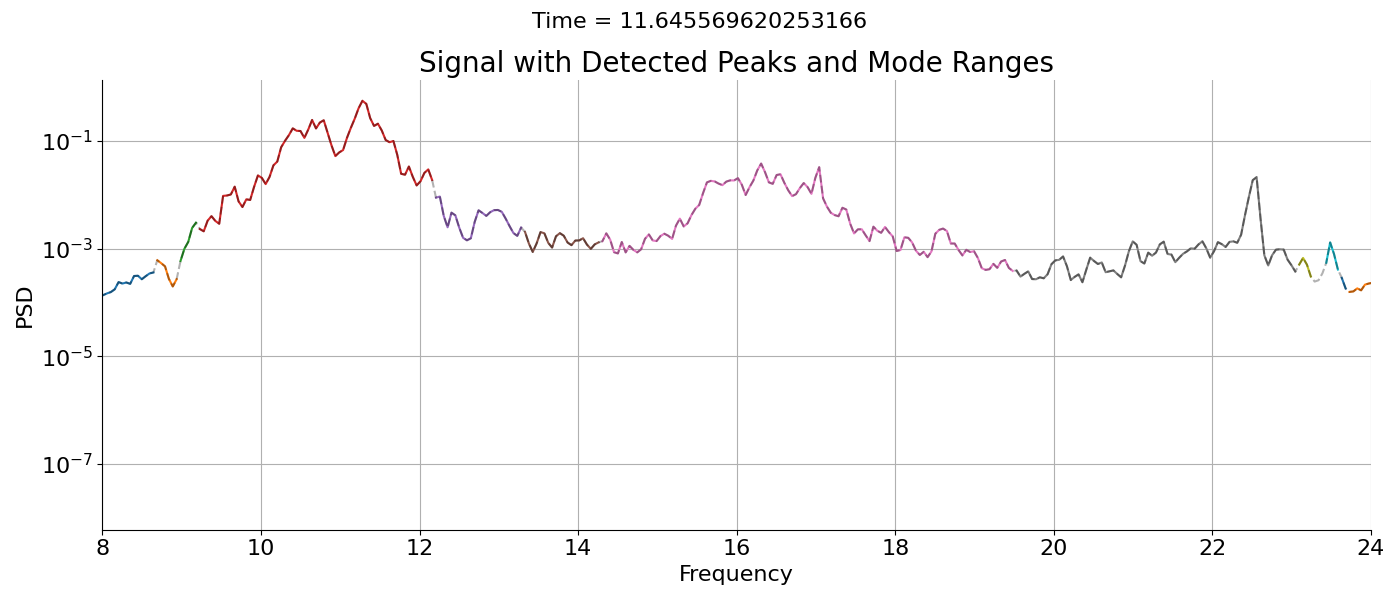 Time = 11.645569620253166
Signal with Detected Peaks and Mode Ranges
10⁻¹
10⁻³
10⁻⁵
10⁻⁷
PSD
8 10 12 14 16 18 20 22 24
Frequency